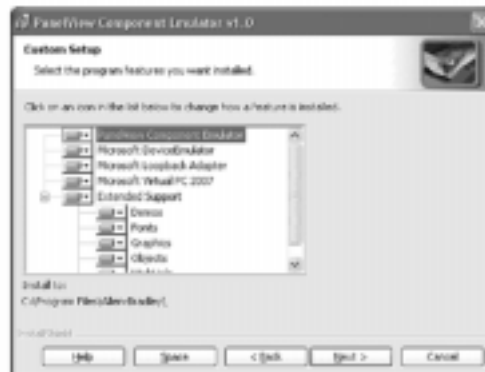 PanelView Component Emulator v1.0
Custom Setup
Select the program features you want installed.
Click on an icon in the list below to change how a feature is installed.
PanelView Component Emulator
Microsoft DeviceEmulator
Microsoft Loopback Adapter
Microsoft Virtual PC 2007
Extended Support
Demos
Fonts
Graphics
Objects
Install to:
C:\Program Files\Allen-Bradley\
InstallShield
Help
Space
< Back
Next >
Cancel